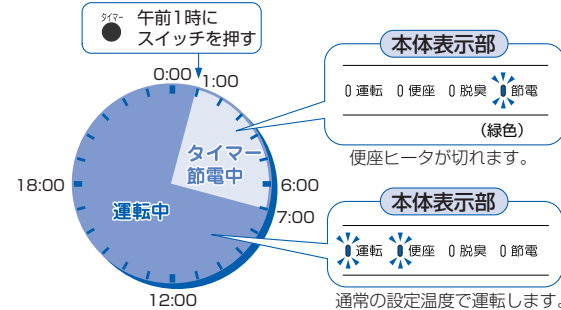 タイマー
午前1時に
スイッチを押す
0:00
1:00
6:00
7:00
12:00
18:00
タイマー
節電中
運転中
本体表示部
運転 便座 脱臭 節電
(緑色)
便座ヒータが切れます。
本体表示部
運転 便座 脱臭 節電
通常の設定温度で運転します。